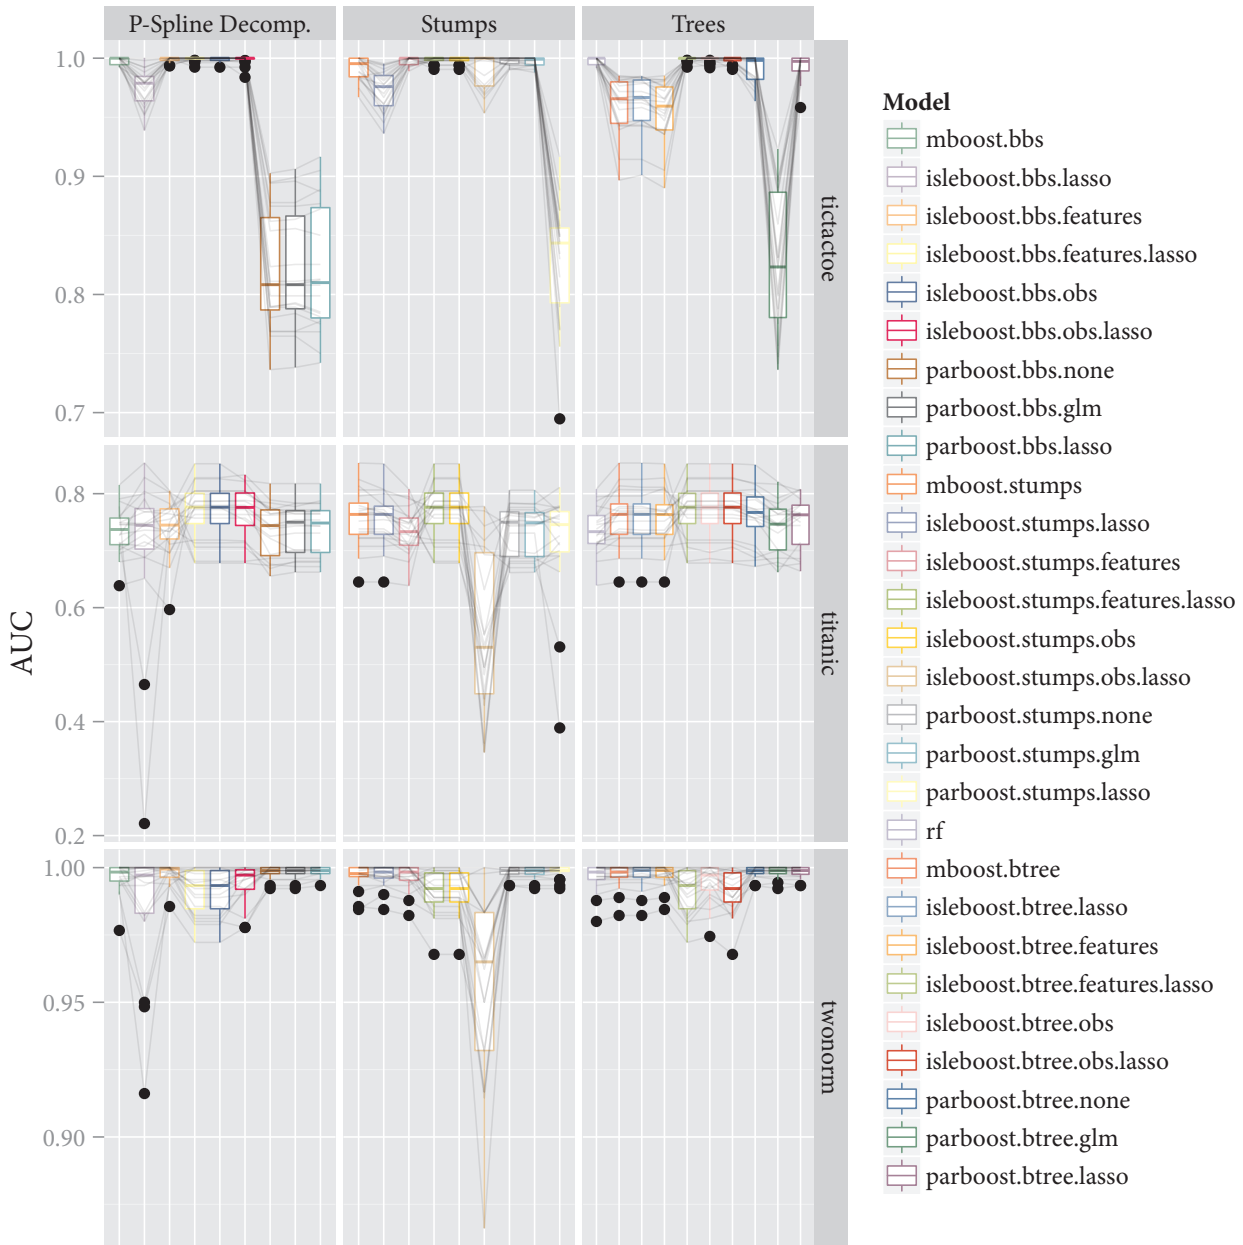 P-Spline Decomp.
Stumps
Trees
1.0
0.9
0.8
0.7
tictactoe
0.8
0.6
0.4
0.2
titanic
1.00
0.95
0.90
twonorm
AUC
Model
mboost.bbs
isleboost.bbs.lasso
isleboost.bbs.features
isleboost.bbs.features.lasso
isleboost.bbs.obs
isleboost.bbs.obs.lasso
parboost.bbs.none
parboost.bbs.glm
parboost.bbs.lasso
mboost.stumps
isleboost.stumps.lasso
isleboost.stumps.features
isleboost.stumps.features.lasso
isleboost.stumps.obs
isleboost.stumps.obs.lasso
parboost.stumps.none
parboost.stumps.glm
parboost.stumps.lasso
rf
mboost.btree
isleboost.btree.lasso
isleboost.btree.features
isleboost.btree.features.lasso
isleboost.btree.obs
isleboost.btree.obs.lasso
parboost.btree.none
parboost.btree.glm
parboost.btree.lasso